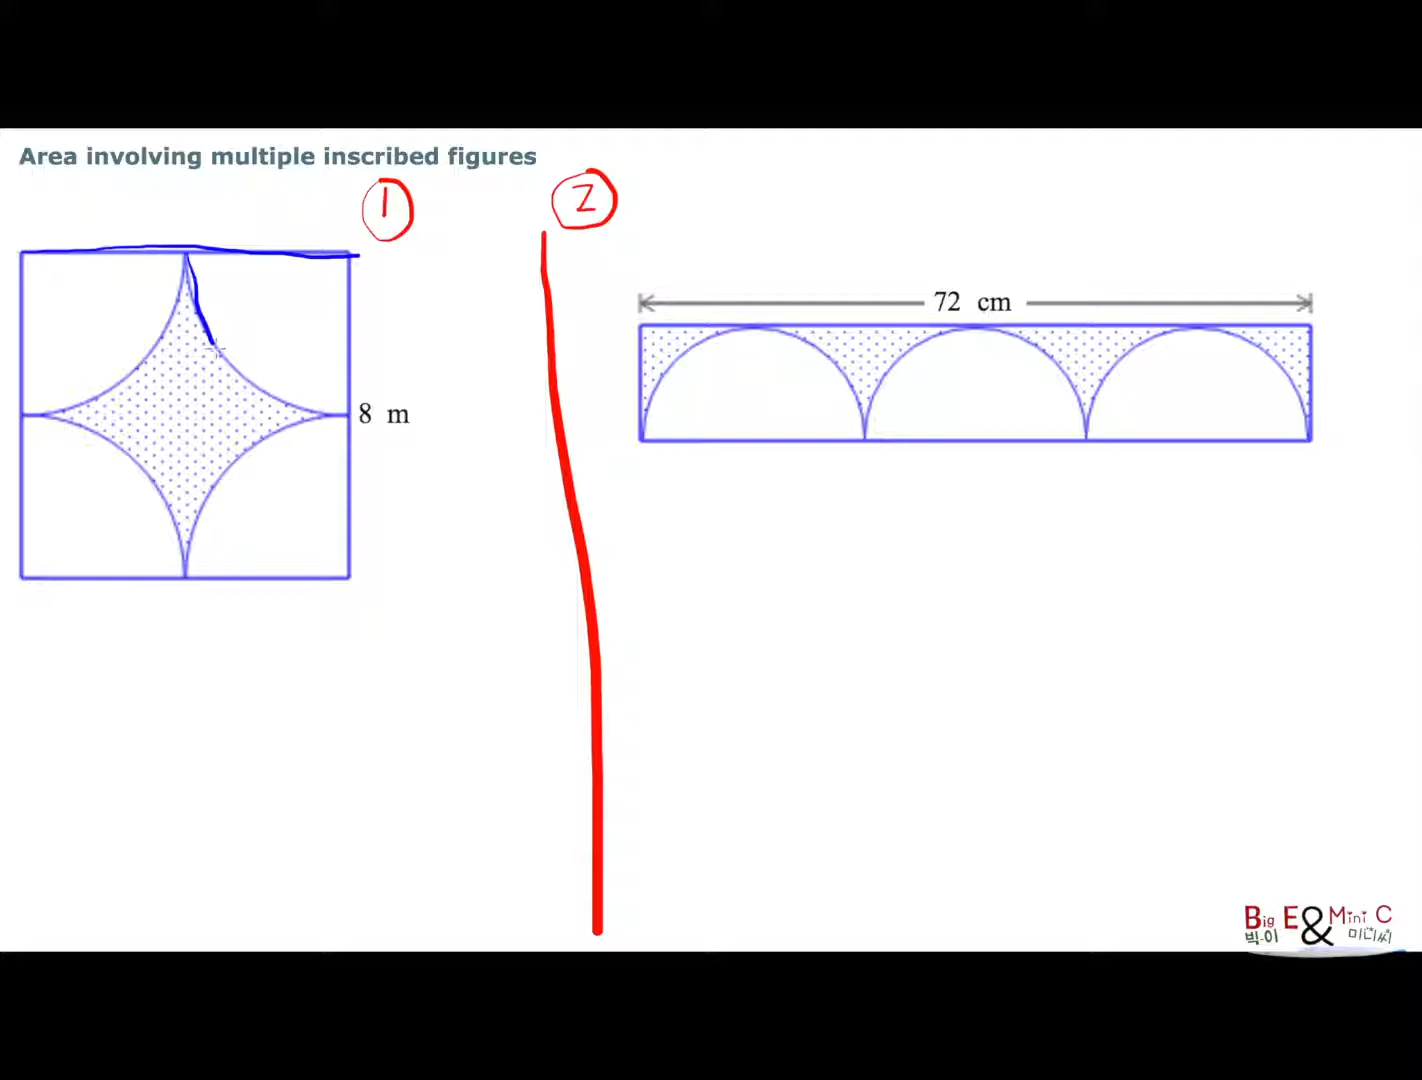 Area involving multiple inscribed figures
1
2
72 cm
8 m
Big E & Mini C
빅이 미니씨